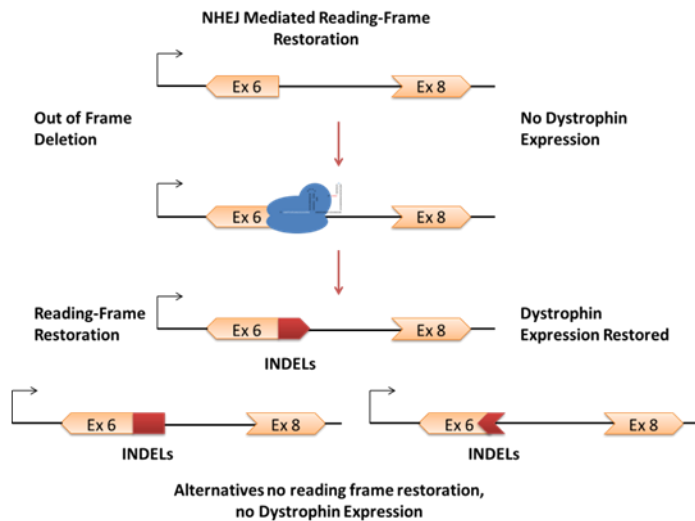 NHEJ Mediated Reading-Frame
Restoration
Ex 6
Ex 8
Out of Frame
Deletion
No Dystrophin
Expression
Ex 6
Ex 8
Reading-Frame
Restoration
Ex 6
Ex 8
Dystrophin
Expression Restored
INDELs
Ex 6
Ex 8
Ex 6
Ex 8
INDELs
INDELs
Alternatives no reading frame restoration,
no Dystrophin Expression